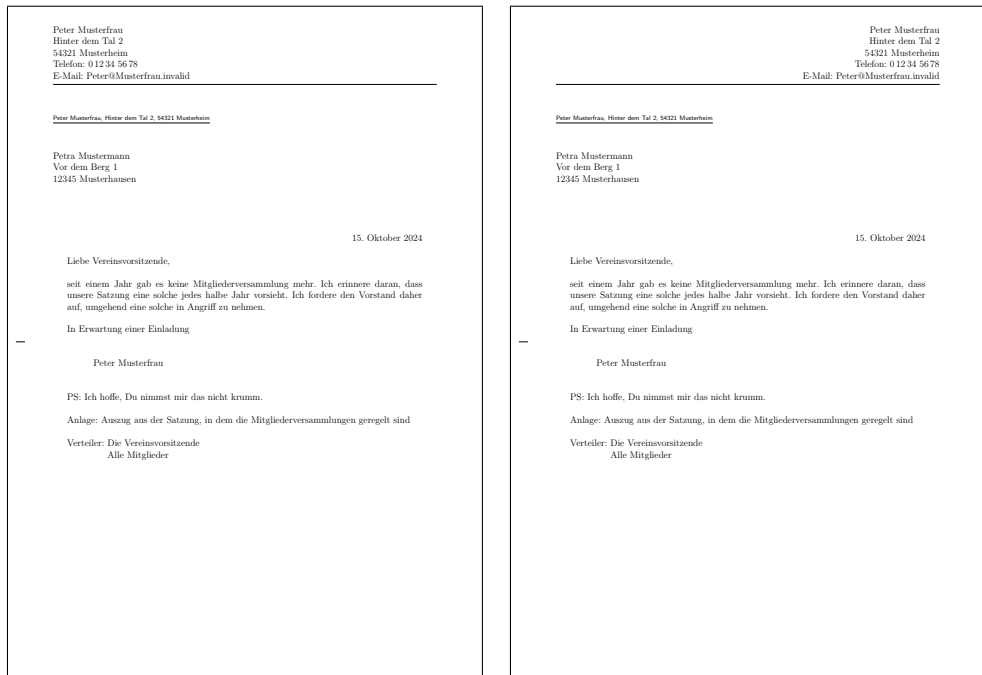 Peter Musterfrau
Hinter dem Tal 2
54321 Musterheim
Telefon: 0 12 34 56 78
E-Mail: Peter@Musterfrau.invalid
Peter Musterfrau, Hinter dem Tal 2, 54321 Musterheim
Petra Mustermann
Vor dem Berg 1
12345 Musterhausen
15. Oktober 2024
Liebe Vereinsvorsitzende,
seit einem Jahr gab es keine Mitgliederversammlung mehr. Ich erinnere daran, dass
unsere Satzung eine solche jedes halbe Jahr vorsieht. Ich fordere den Vorstand daher
auf, umgehend eine solche in Angriff zu nehmen.
In Erwartung einer Einladung
Peter Musterfrau
PS: Ich hoffe, Du nimmst mir das nicht krumm.
Anlage: Auszug aus der Satzung, in dem die Mitgliederversammlungen geregelt sind
Verteiler: Die Vereinsvorsitzende
Alle Mitglieder
Peter Musterfrau
Hinter dem Tal 2
54321 Musterheim
Telefon: 0 12 34 56 78
E-Mail: Peter@Musterfrau.invalid
Peter Musterfrau, Hinter dem Tal 2, 54321 Musterheim
Petra Mustermann
Vor dem Berg 1
12345 Musterhausen
15. Oktober 2024
Liebe Vereinsvorsitzende,
seit einem Jahr gab es keine Mitgliederversammlung mehr. Ich erinnere daran, dass
unsere Satzung eine solche jedes halbe Jahr vorsieht. Ich fordere den Vorstand daher
auf, umgehend eine solche in Angriff zu nehmen.
In Erwartung einer Einladung
Peter Musterfrau
PS: Ich hoffe, Du nimmst mir das nicht krumm.
Anlage: Auszug aus der Satzung, in dem die Mitgliederversammlungen geregelt sind
Verteiler: Die Vereinsvorsitzende
Alle Mitglieder